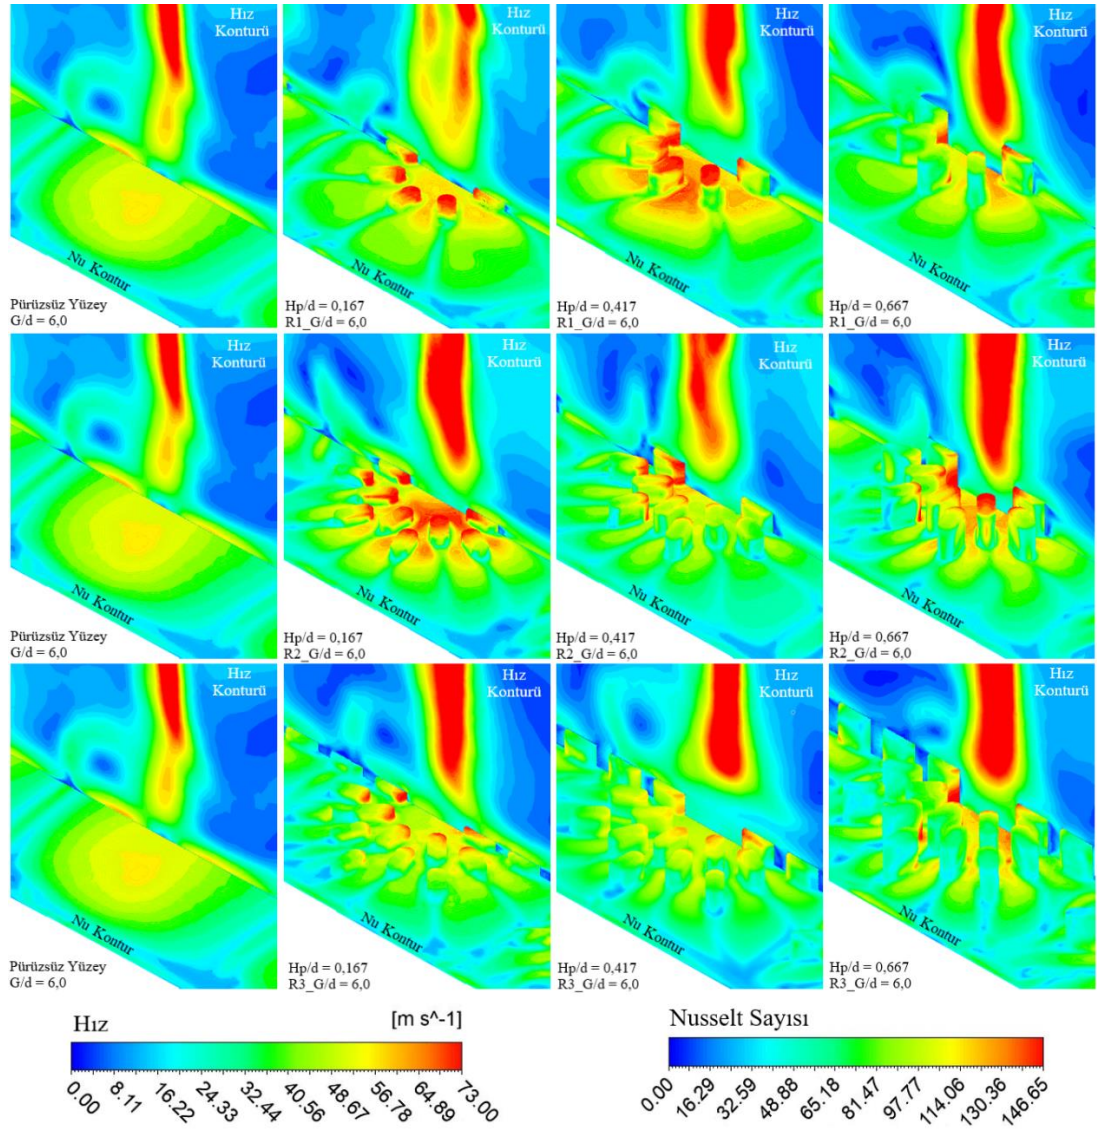 Hız
Konturü
Nu Kontur
Pürüzsüz Yüzey
G/d = 6,0
Hız
Konturü
Nu Kontur
Hp/d = 0,167
R1_G/d = 6,0
Hız
Konturü
Nu Kontur
Hp/d = 0,417
R1_G/d = 6,0
Hız
Konturü
Nu Kontur
Hp/d = 0,667
R1_G/d = 6,0
Hız
Konturü
Nu Kontur
Pürüzsüz Yüzey
G/d = 6,0
Hız
Konturü
Nu Kontur
Hp/d = 0,167
R2_G/d = 6,0
Hız
Konturü
Nu Kontur
Hp/d = 0,417
R2_G/d = 6,0
Hız
Konturü
Nu Kontur
Hp/d = 0,667
R2_G/d = 6,0
Hız
Konturü
Nu Kontur
Pürüzsüz Yüzey
G/d = 6,0
Hız
Konturü
Nu Kontur
Hp/d = 0,167
R3_G/d = 6,0
Hız
Konturü
Nu Kontur
Hp/d = 0,417
R3_G/d = 6,0
Hız
Konturü
Nu Kontur
Hp/d = 0,667
R3_G/d = 6,0
Hız [m s^-1]
0.00 8.11 16.22 24.33 32.44 40.56 48.67 56.78 64.89 73.00
Nusselt Sayısı
0.00 16.29 32.59 48.88 65.18 81.47 97.77 114.06 130.36 146.65